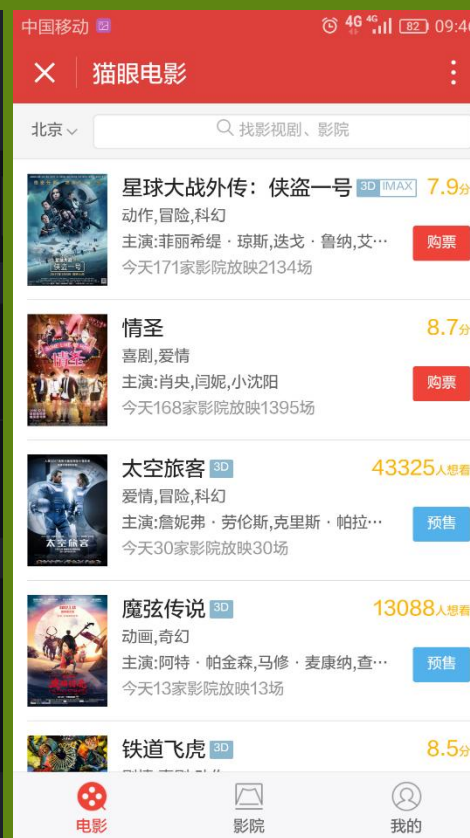 中国移动 4G 4G 82 09:46
猫眼电影
北京 找影视剧、影院
星球大战外传：侠盗一号 3D IMAX 7.9分
动作,冒险,科幻
主演:菲丽希缇·琼斯,迭戈·鲁纳,艾… 购票
今天171家影院放映2134场
情圣 8.7分
喜剧,爱情
主演:肖央,闫妮,小沈阳 购票
今天168家影院放映1395场
太空旅客 3D 43325人想看
爱情,冒险,科幻
主演:詹妮弗·劳伦斯,克里斯·帕拉… 预售
今天30家影院放映30场
太空旅客
魔弦传说 3D 13088人想看
动画,奇幻
主演:阿特·帕金森,马修·麦康纳,查… 预售
今天13家影院放映13场
铁道飞虎 3D 8.5分
电影 影院 我的